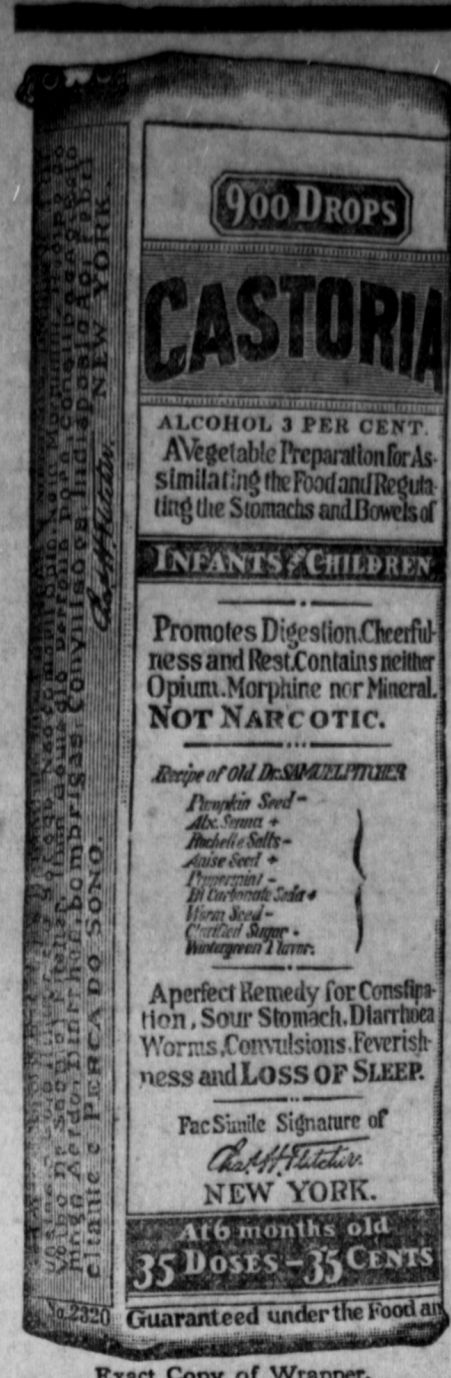 900 DROPS
CASTORIA
ALCOHOL 3 PER CENT.
A Vegetable Preparation for As-
similating the Food and Regula-
ting the Stomachs and Bowels of
INFANTS & CHILDREN
Promotes Digestion.Cheerful-
ness and Rest.Contains neither
Opium.Morphine nor Mineral.
NOT NARCOTIC.
Recipe of Old Dr.SAMUEL PITCHER
Pumpkin Seed -
Alx. Senna +
Rochelle Salts -
Anise Seed +
Peppermint -
Bi Carbonate Soda +
Worm Seed -
Clarified Sugar -
Wintergreen Flavor.
A perfect Remedy for Constipa-
tion, Sour Stomach.Diarrhoea
Worms,Convulsions.Feverish-
ness and LOSS OF SLEEP.
Fac Simile Signature of
Chas. H. Fletcher.
NEW YORK.
At 6 months old
35 DOSES – 35 CENTS
Guaranteed under the Food an
Chas. H. Fletcher.
NEW YORK.
PERCA DO SONO.
No. 2320
Exact Copy of Wrapper.